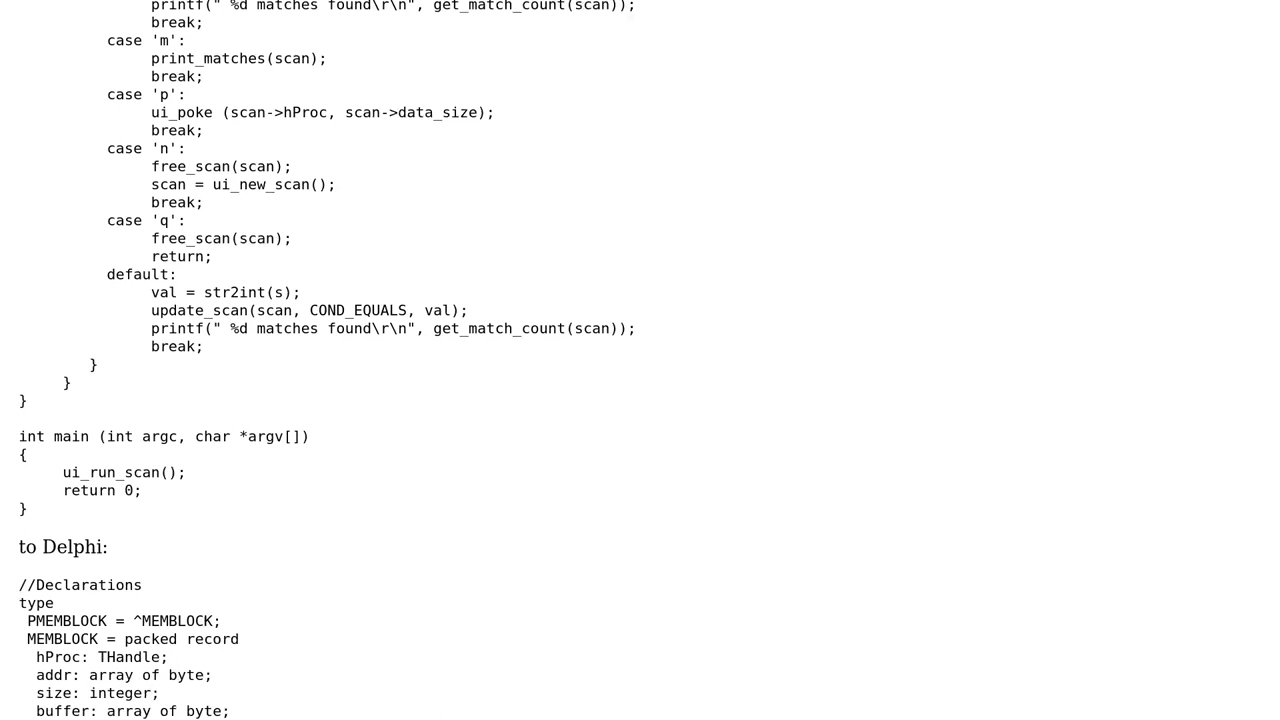 printf(" %d matches found\r\n", get_match_count(scan));
break;
case 'm':
print_matches(scan);
break;
case 'p':
ui_poke (scan->hProc, scan->data_size);
break;
case 'n':
free_scan(scan);
scan = ui_new_scan();
break;
case 'q':
free_scan(scan);
return;
default:
val = str2int(s);
update_scan(scan, COND_EQUALS, val);
printf(" %d matches found\r\n", get_match_count(scan));
break;
}
}
}
int main (int argc, char *argv[])
{
ui_run_scan();
return 0;
}
to Delphi:
//Declarations
type
PMEMBLOCK = ^MEMBLOCK;
MEMBLOCK = packed record
hProc: THandle;
addr: array of byte;
size: integer;
buffer: array of byte;